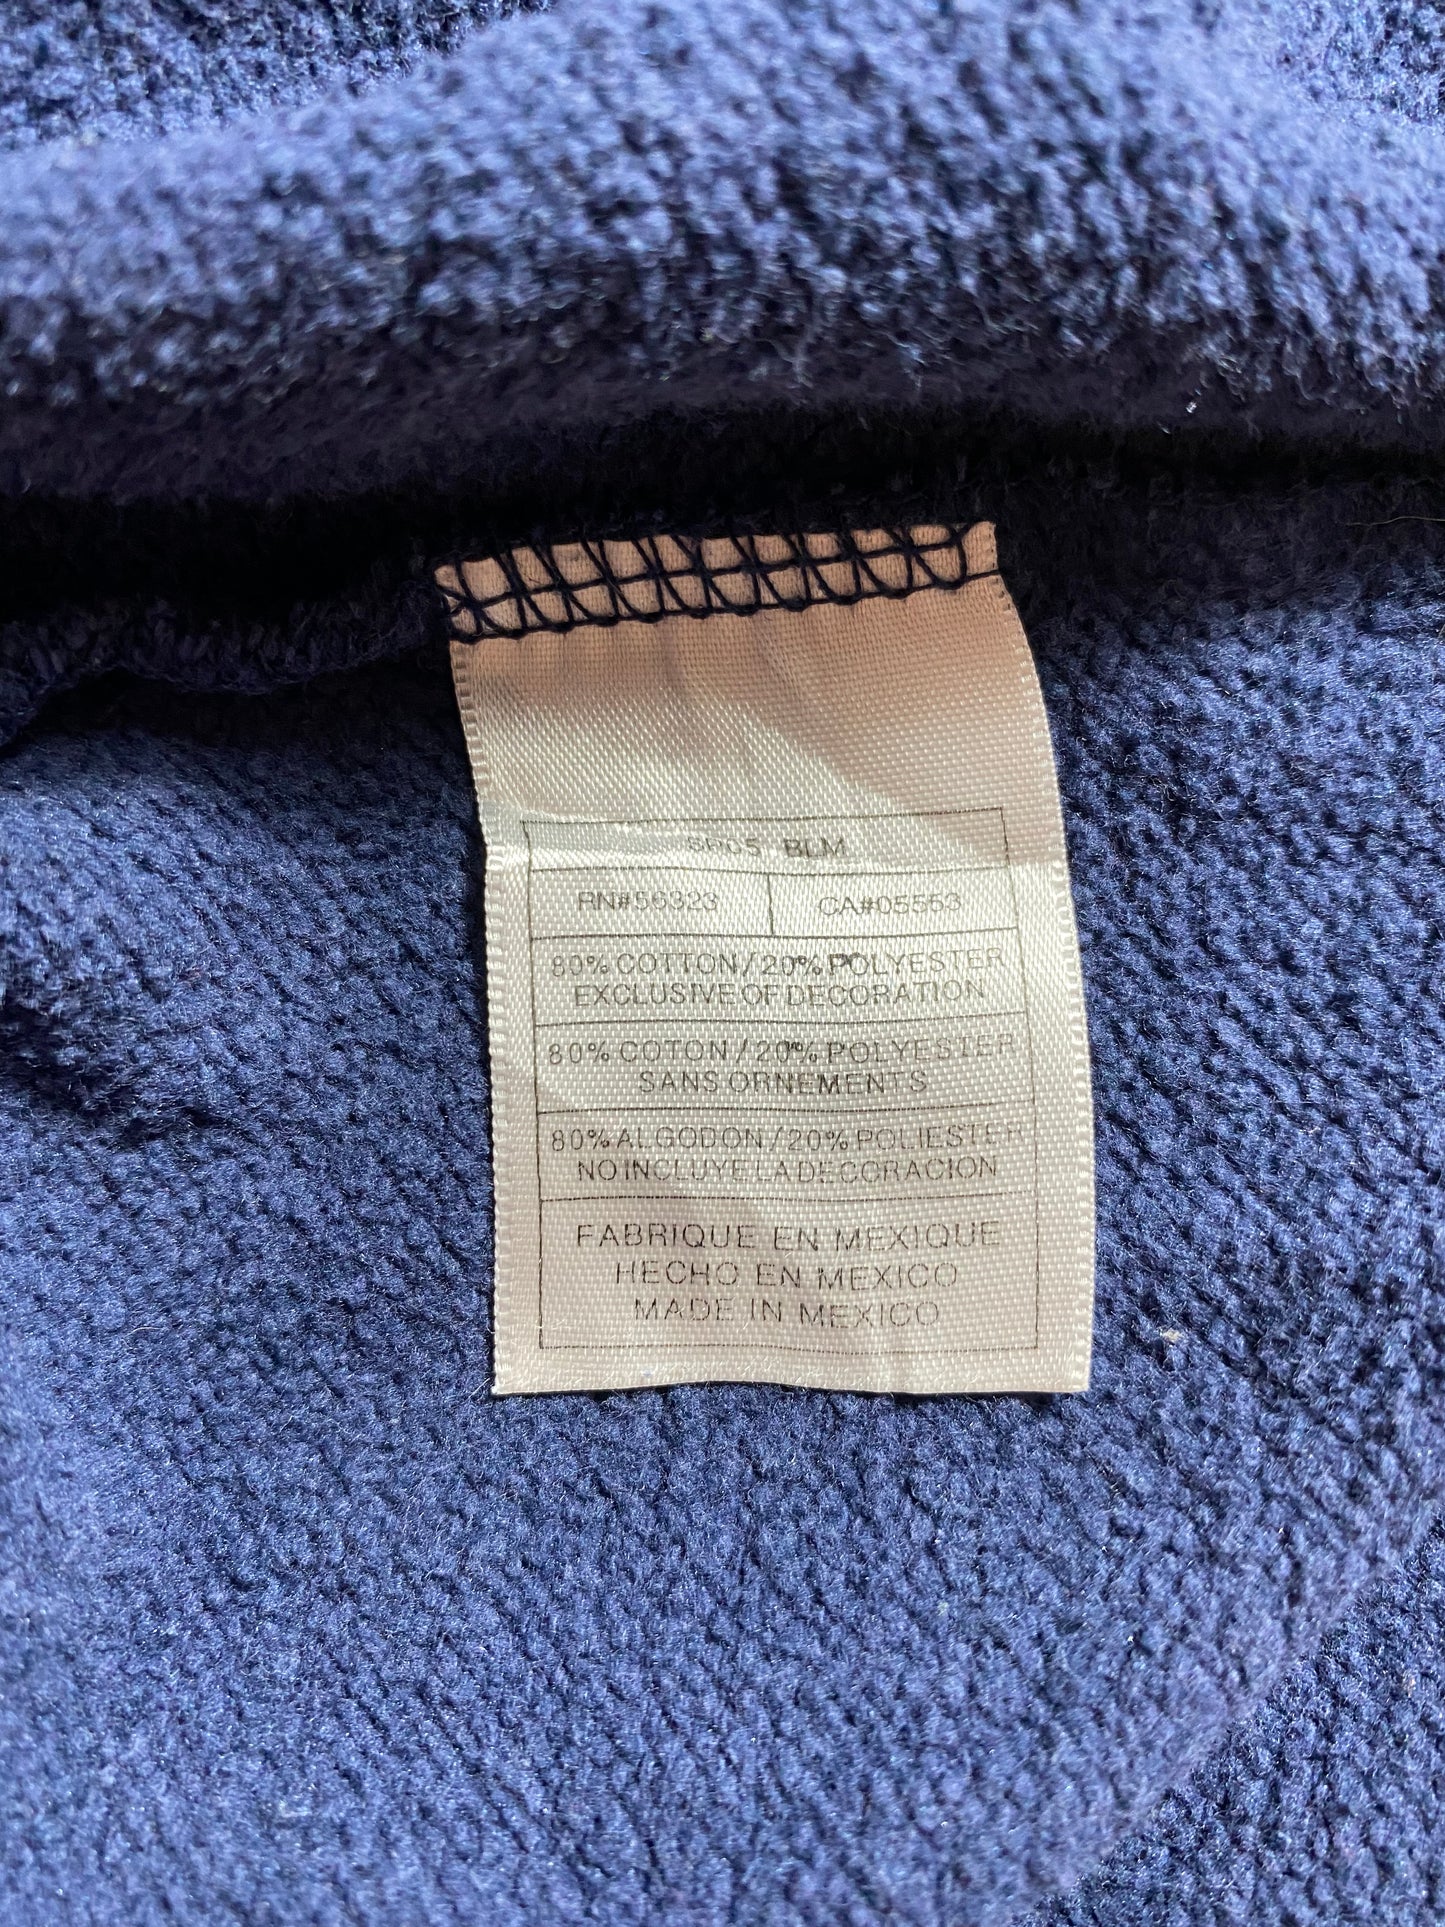 SP05 BLM
RN#56323 CA#05553
80% COTTON/20% POLYESTER
EXCLUSIVE OF DECORATION
80% COTON/20% POLYESTER
SANS ORNEMENTS
80% ALGODON/20% POLIESTER
NO INCLUYE LA DECORACION
FABRIQUE EN MEXIQUE
HECHO EN MEXICO
MADE IN MEXICO